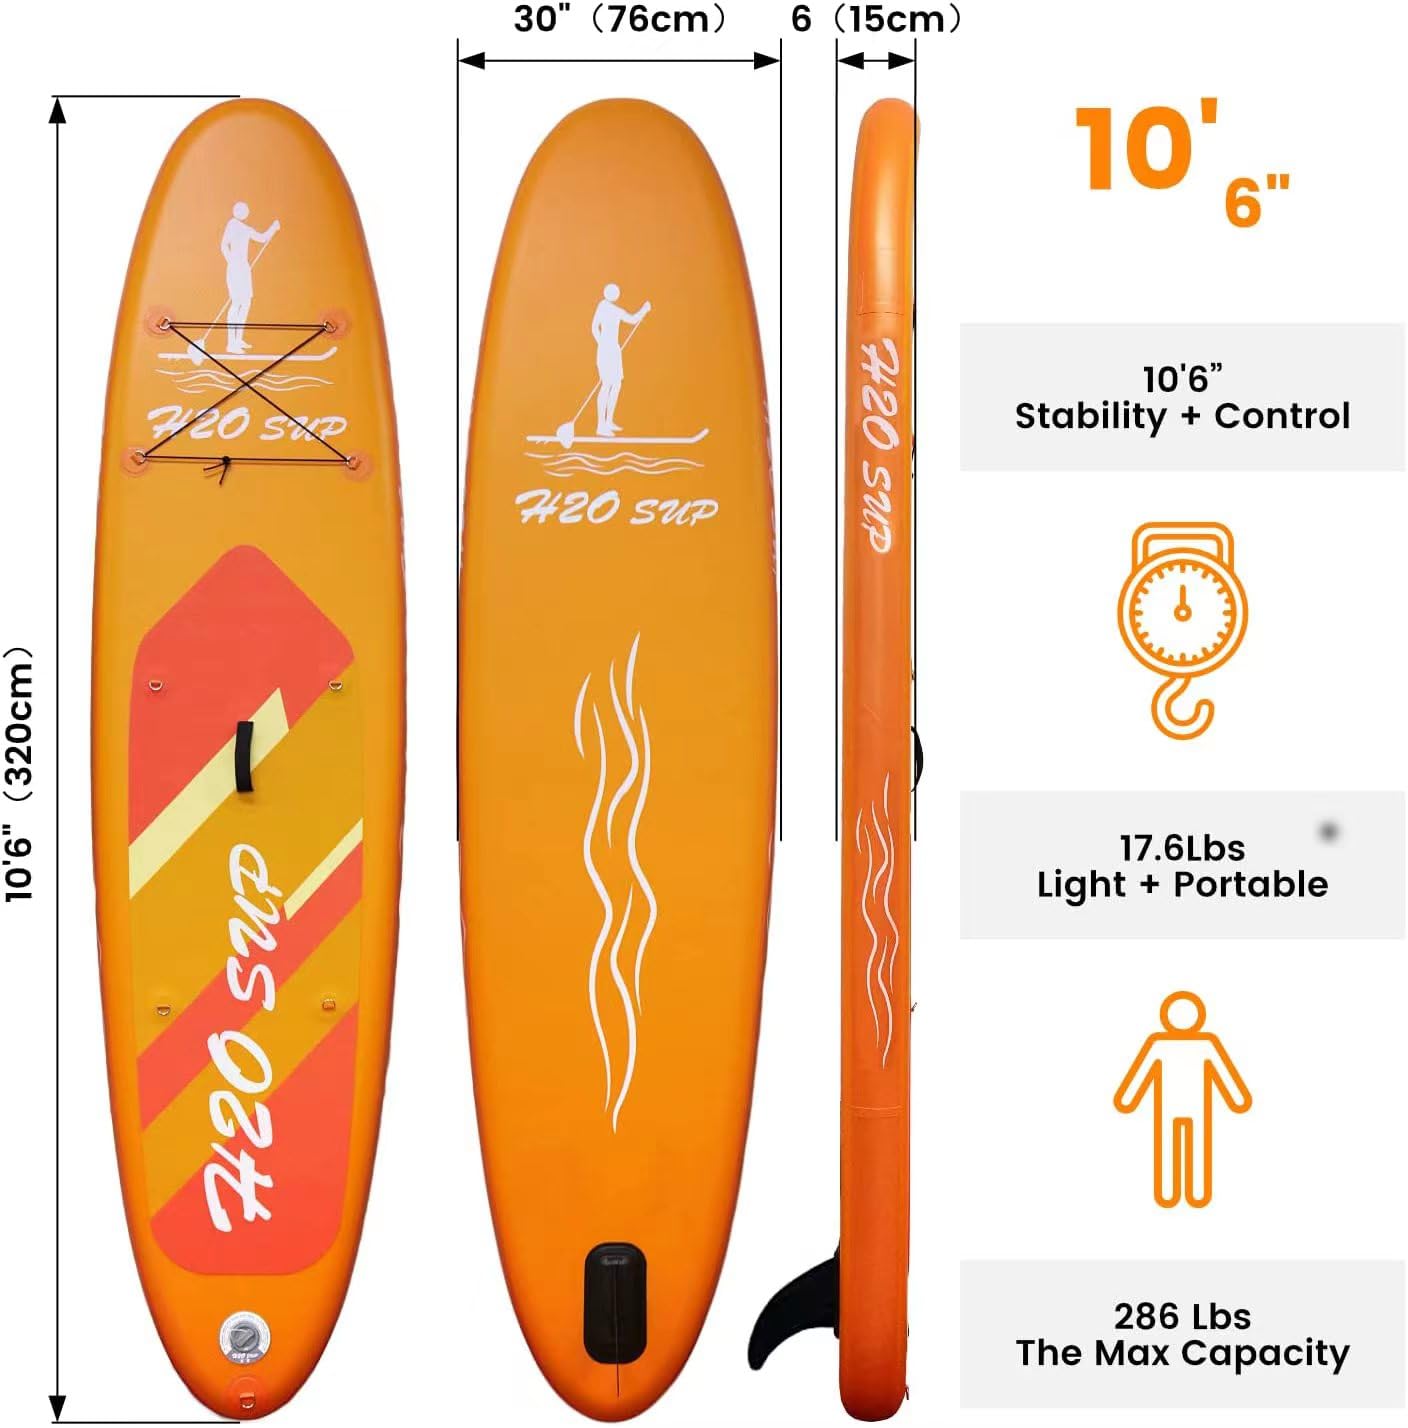 30" （76cm）
6 （15cm）
10'
6"
10'6"（320cm）
H2O SUP
H2O SUP
H2O SUP
H2O SUP
10'6”
Stability + Control
17.6Lbs
Light + Portable
286 Lbs
The Max Capacity